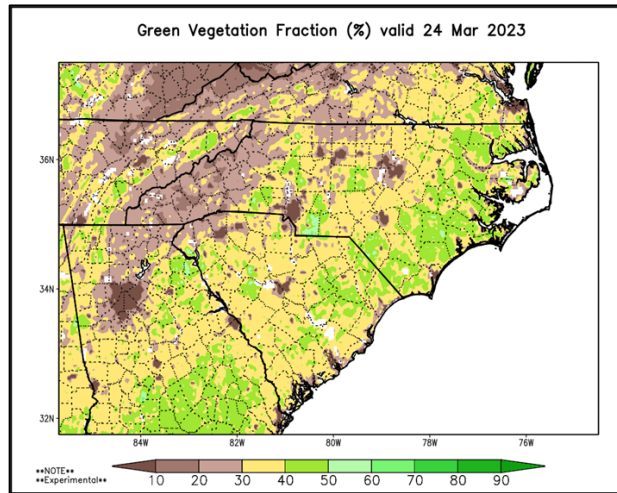 Green Vegetation Fraction (%) valid 24 Mar 2023
36N
34N
32N
84W 82W 80W 78W 76W
**NOTE**
**Experimental**
10 20 30 40 50 60 70 80 90